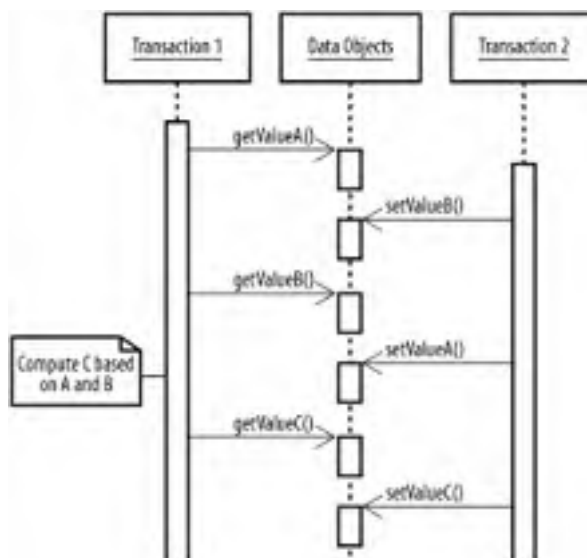 Transaction 1
Data Objects
Transaction 2
getValueA()
setValueB()
getValueB()
setValueA()
Compute C based
on A and B
getValueC()
setValueC()